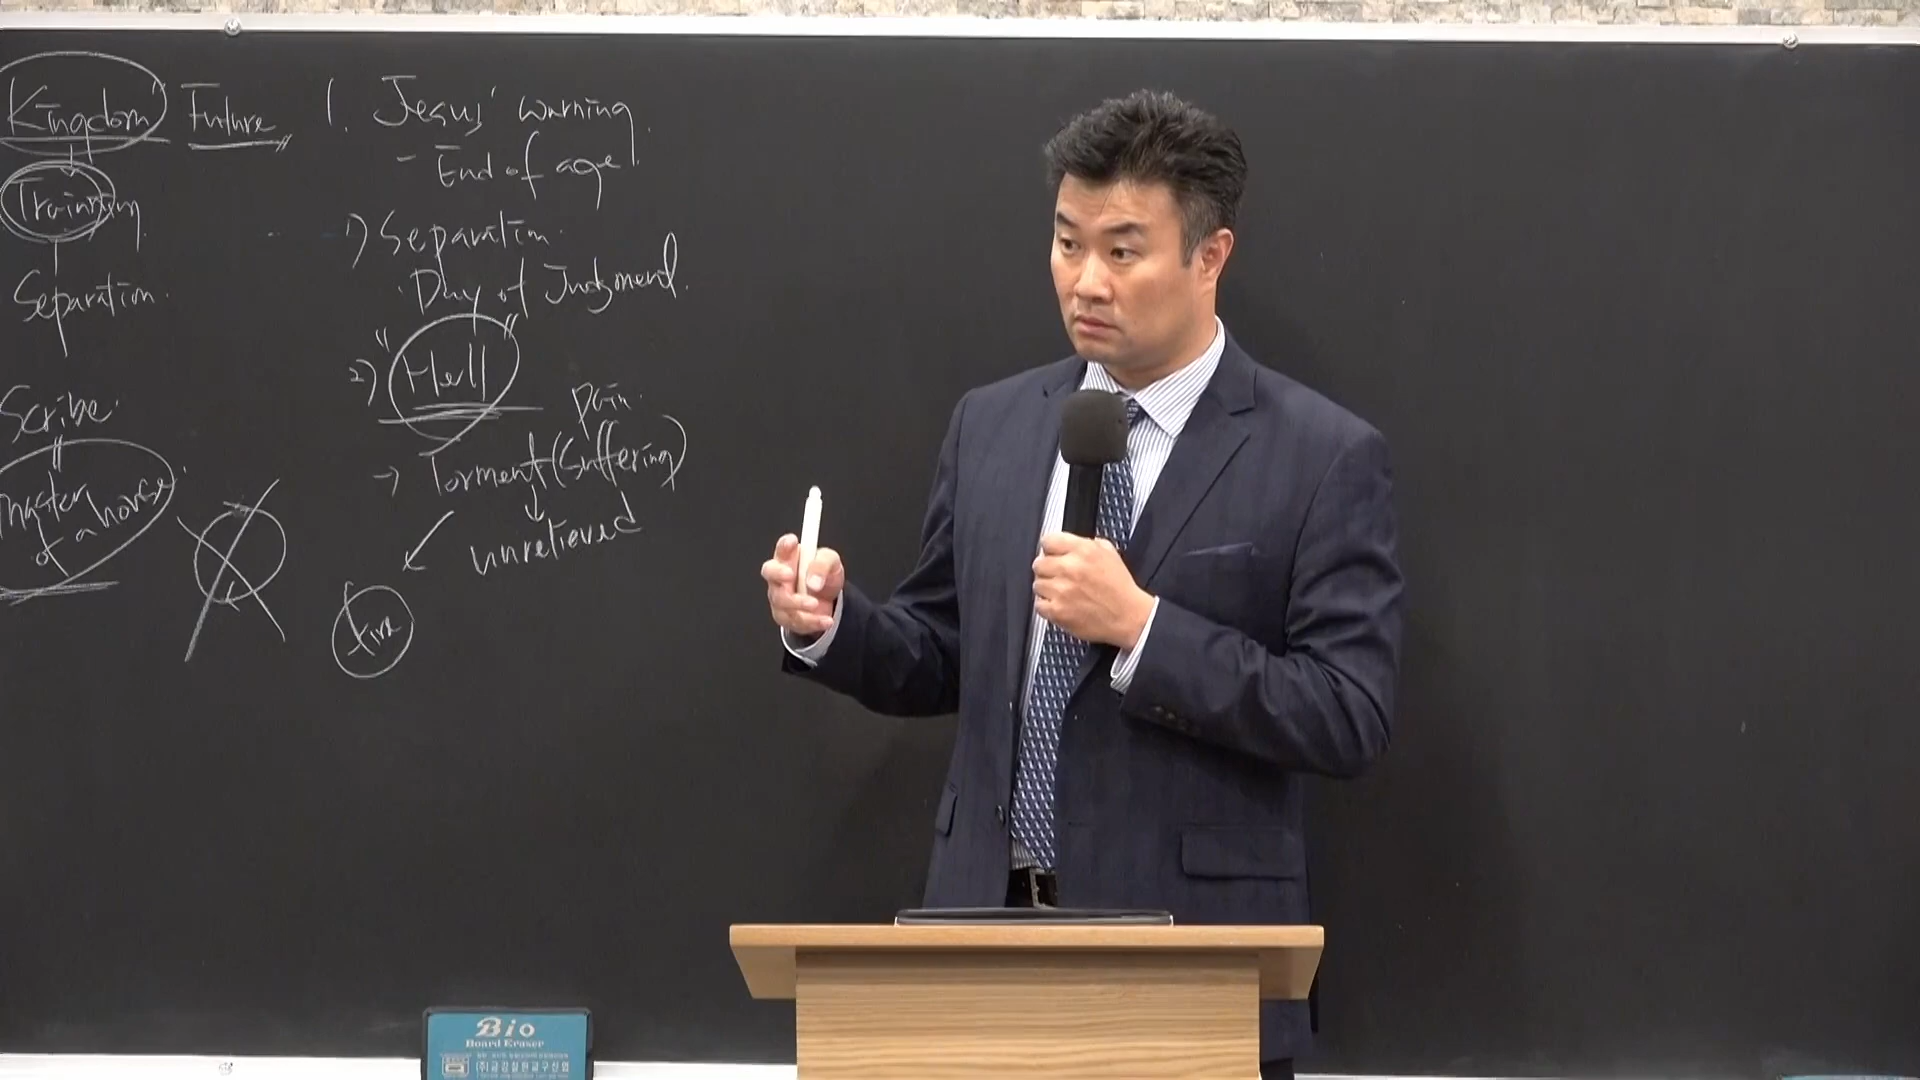 Kingdom Future
Training
Separation.
Scribe.
master
of a house.
1. Jesus' warning.
- End of age.
1) Separation.
· Day of Judgment.
2) "Hell"
pain.
→ Torment (Suffering)
unrelieved
fire
Bio
Board Eraser